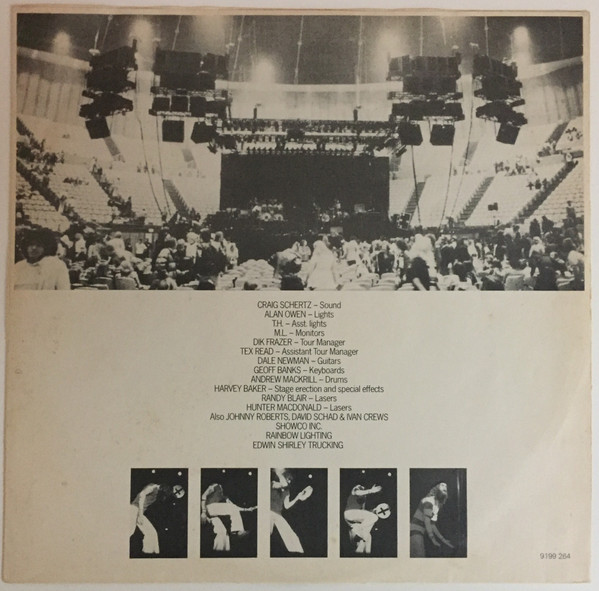 CRAIG SCHERTZ – Sound
ALAN OWEN – Lights
T.H. – Asst. lights
M.L. – Monitors
DIK FRAZER – Tour Manager
TEX READ – Assistant Tour Manager
DALE NEWMAN – Guitars
GEOFF BANKS – Keyboards
ANDREW MACKRILL – Drums
HARVEY BAKER – Stage erection and special effects
RANDY BLAIR – Lasers
HUNTER MACDONALD – Lasers
Also JOHNNY ROBERTS, DAVID SCHAD & IVAN CREWS
SHOWCO INC.
RAINBOW LIGHTING
EDWIN SHIRLEY TRUCKING
9199 264